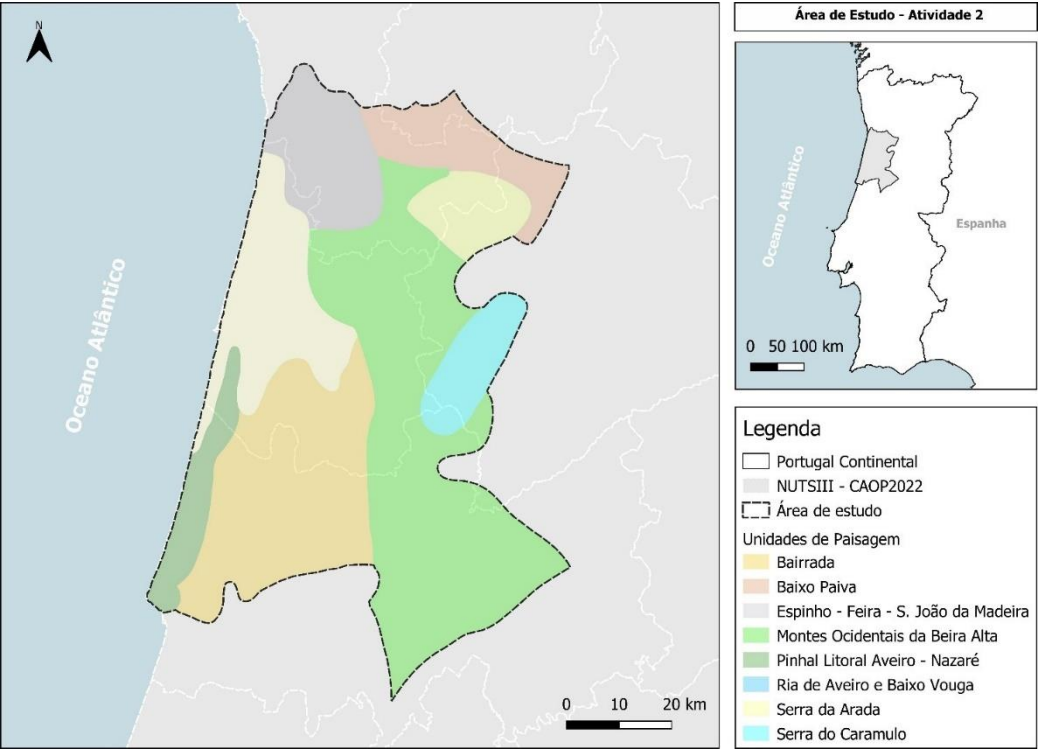 N
Oceano Atlântico
0 10 20 km
Área de Estudo - Atividade 2
Oceano Atlântico
Espanha
0 50 100 km
Legenda
Portugal Continental
NUTSIII - CAOP2022
Área de estudo
Unidades de Paisagem
Bairrada
Baixo Paiva
Espinho - Feira - S. João da Madeira
Montes Ocidentais da Beira Alta
Pinhal Litoral Aveiro - Nazaré
Ria de Aveiro e Baixo Vouga
Serra da Arada
Serra do Caramulo